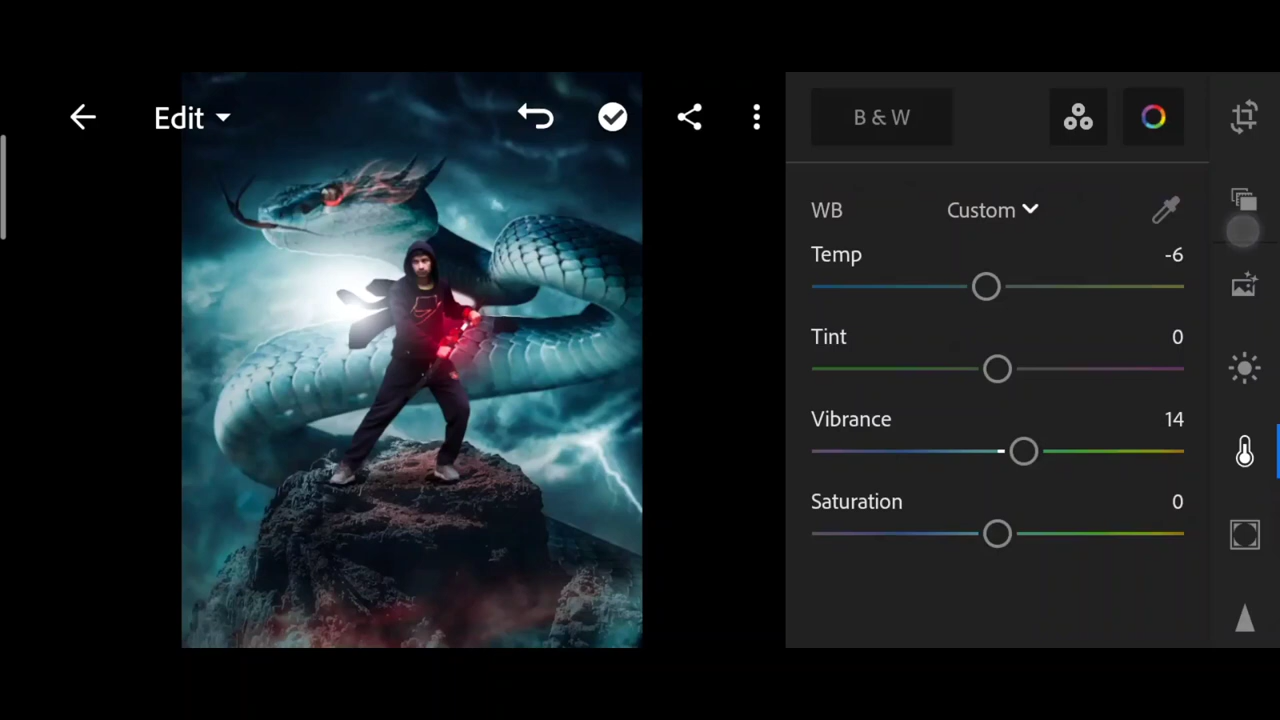 Edit
B & W
WB Custom
Temp -6
Tint 0
Vibrance 14
Saturation 0